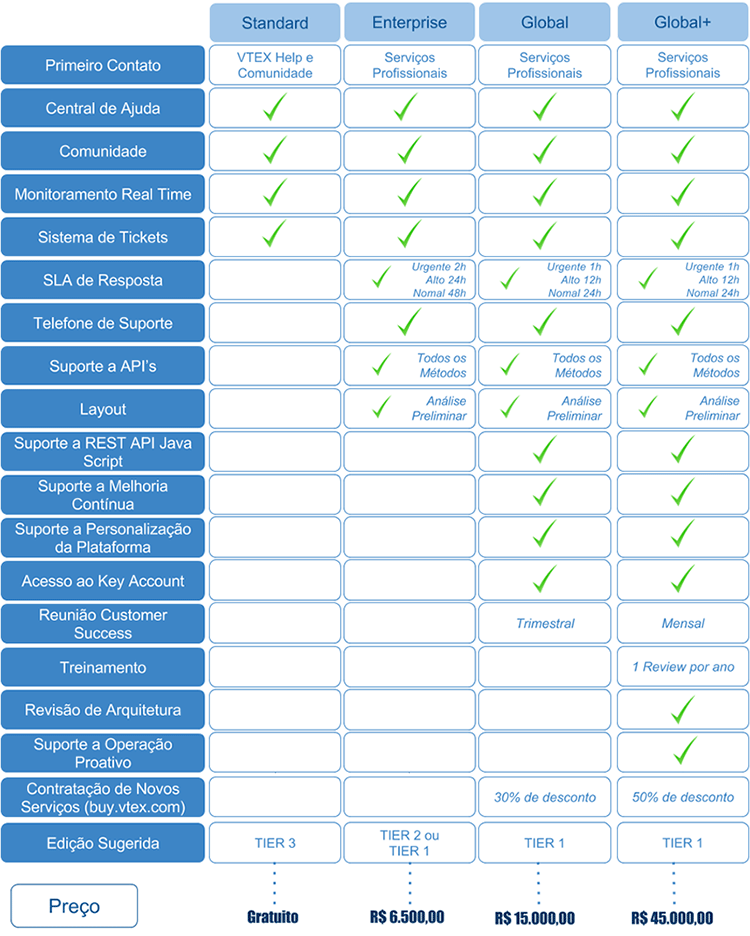 Standard Enterprise Global Global+
Primeiro Contato
VTEX Help e
Comunidade
Serviços
Profissionais
Serviços
Profissionais
Serviços
Profissionais
Central de Ajuda
Comunidade
Monitoramento Real Time
Sistema de Tickets
SLA de Resposta
Urgente 2h
Alto 24h
Nomal 48h
Urgente 1h
Alto 12h
Nomal 24h
Urgente 1h
Alto 12h
Nomal 24h
Telefone de Suporte
Suporte a API's
Todos os
Métodos
Todos os
Métodos
Todos os
Métodos
Layout
Análise
Preliminar
Análise
Preliminar
Análise
Preliminar
Suporte a REST API Java
Script
Suporte a Melhoria
Contínua
Suporte a Personalização
da Plataforma
Acesso ao Key Account
Reunião Customer
Success
Trimestral
Mensal
Treinamento
1 Review por ano
Revisão de Arquitetura
Suporte a Operação
Proativo
Contratação de Novos
Serviços (buy.vtex.com)
30% de desconto
50% de desconto
Edição Sugerida
TIER 3
TIER 2 ou
TIER 1
TIER 1
TIER 1
Preço
Gratuito
R$ 6.500,00
R$ 15.000,00
R$ 45.000,00